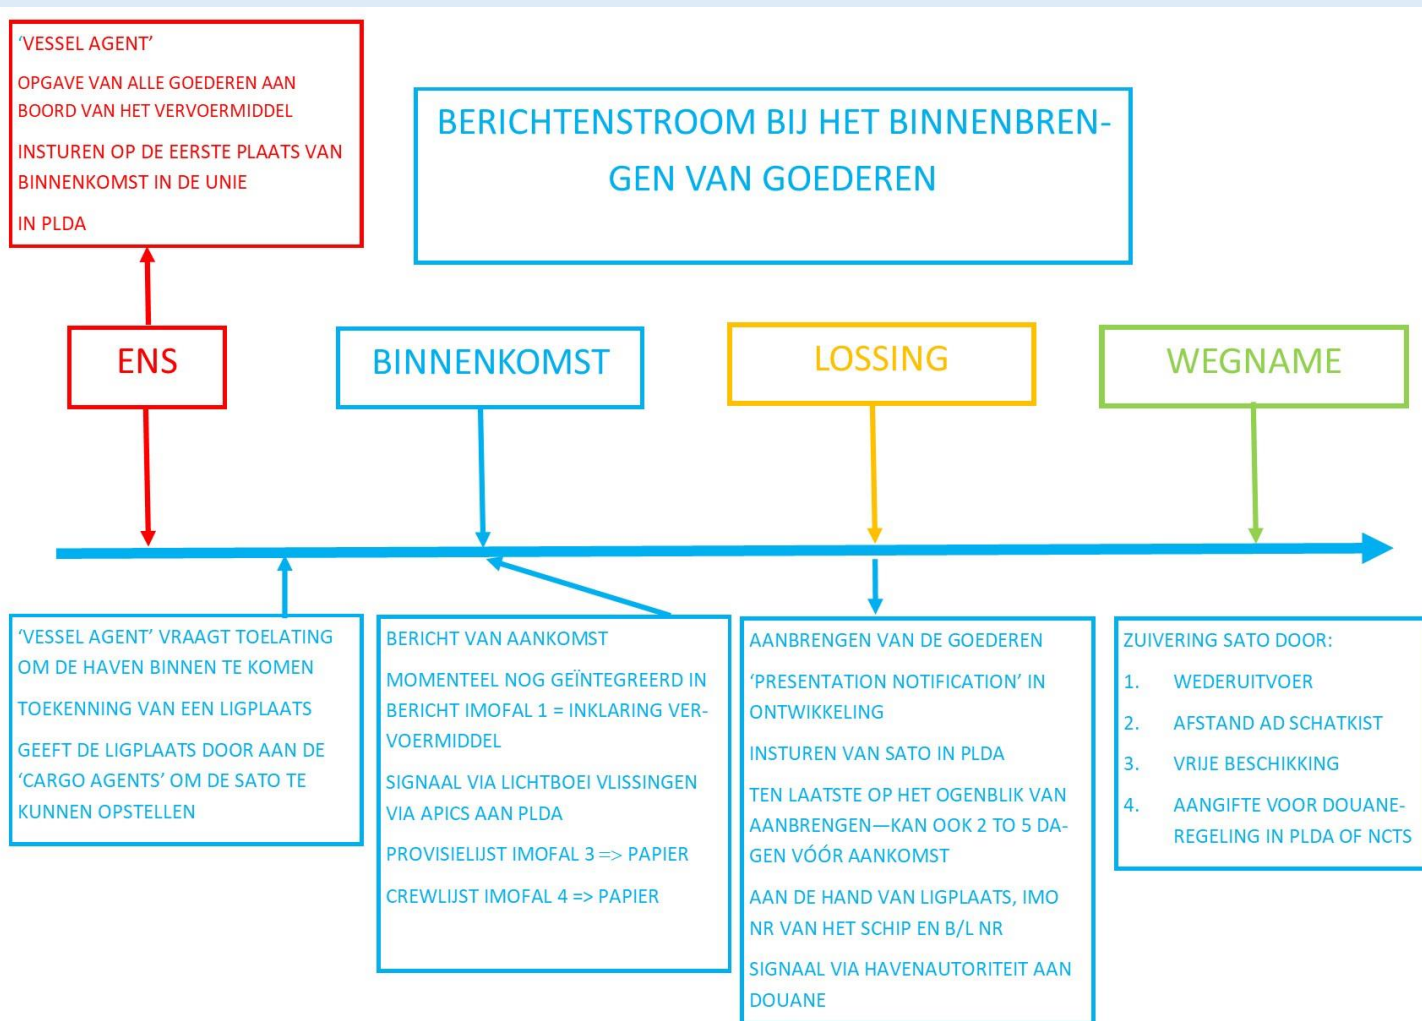 ‘VESSEL AGENT’
OPGAVE VAN ALLE GOEDEREN AAN
BOORD VAN HET VERVOERMIDDEL
INSTUREN OP DE EERSTE PLAATS VAN
BINNENKOMST IN DE UNIE
IN PLDA
BERICHTENSTROOM BIJ HET BINNENBREN-
GEN VAN GOEDEREN
ENS
BINNENKOMST
LOSSING
WEGNAME
‘VESSEL AGENT’ VRAAGT TOELATING
OM DE HAVEN BINNEN TE KOMEN
TOEKENNING VAN EEN LIGPLAATS
GEEFT DE LIGPLAATS DOOR AAN DE
‘CARGO AGENTS’ OM DE SATO TE
KUNNEN OPSTELLEN
BERICHT VAN AANKOMST
MOMENTEEL NOG GEÏNTEGREERD IN
BERICHT IMOFAL 1 = INKLARING VER-
VOERMIDDEL
SIGNAAL VIA LICHTBOEI VLISSINGEN
VIA APICS AAN PLDA
PROVISIELIJST IMOFAL 3 => PAPIER
CREWLIJST IMOFAL 4 => PAPIER
AANBRENGEN VAN DE GOEDEREN
‘PRESENTATION NOTIFICATION’ IN
ONTWIKKELING
INSTUREN VAN SATO IN PLDA
TEN LAATSTE OP HET OGENBLIK VAN
AANBRENGEN—KAN OOK 2 TO 5 DA-
GEN VÓÓR AANKOMST
AAN DE HAND VAN LIGPLAATS, IMO
NR VAN HET SCHIP EN B/L NR
SIGNAAL VIA HAVENAUTORITEIT AAN
DOUANE
ZUIVERING SATO DOOR:
1. WEDERUITVOER
2. AFSTAND AD SCHATKIST
3. VRIJE BESCHIKKING
4. AANGIFTE VOOR DOUANE-
REGELING IN PLDA OF NCTS